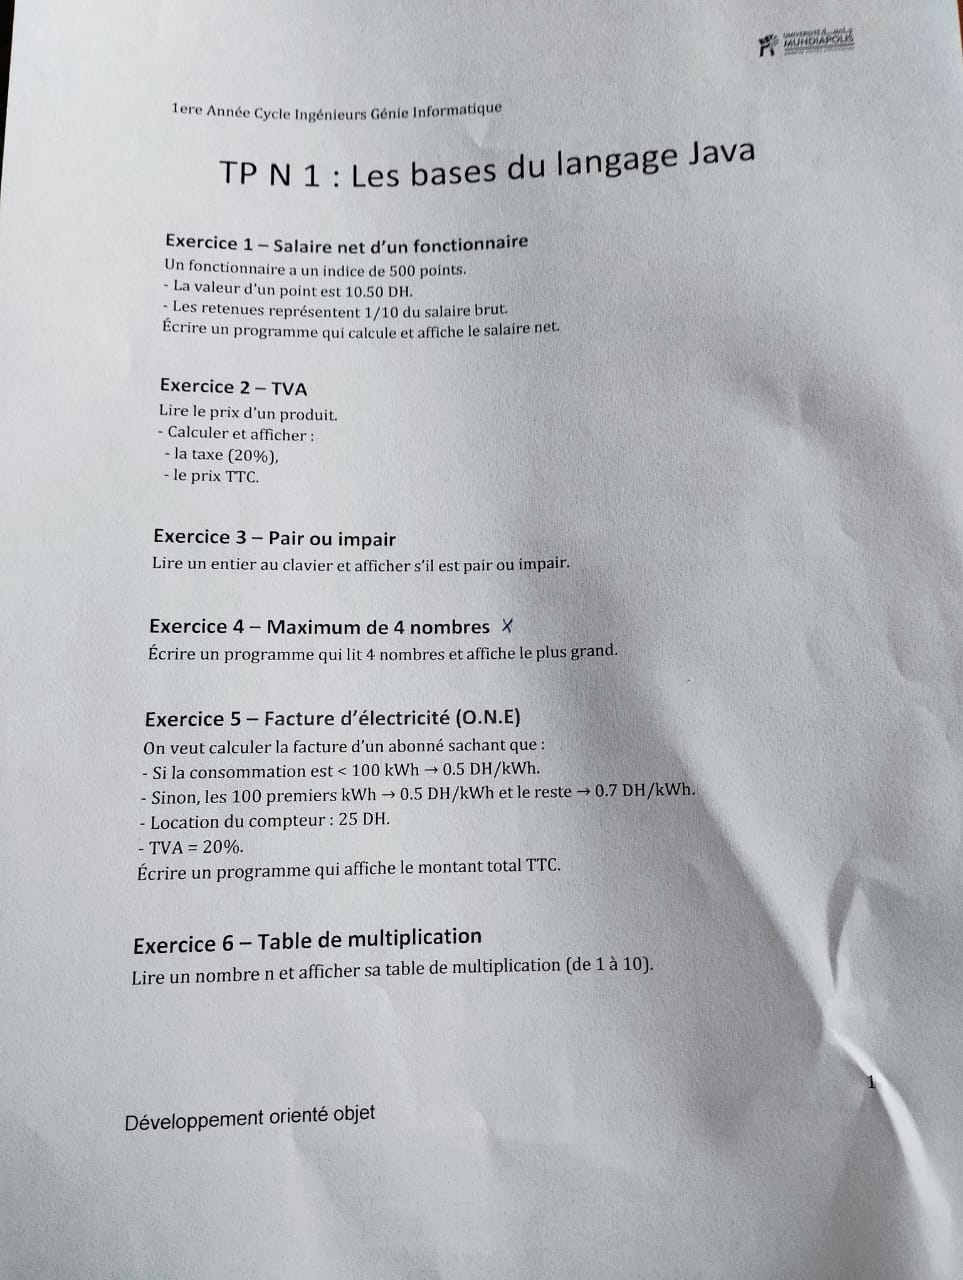 MUNDIAPOLIS
1ere Année Cycle Ingénieurs Génie Informatique
TP N 1 : Les bases du langage Java
Exercice 1 – Salaire net d’un fonctionnaire
Un fonctionnaire a un indice de 500 points.
- La valeur d’un point est 10.50 DH.
- Les retenues représentent 1/10 du salaire brut.
Écrire un programme qui calcule et affiche le salaire net.
Exercice 2 – TVA
Lire le prix d’un produit.
- Calculer et afficher :
- la taxe (20%),
- le prix TTC.
Exercice 3 – Pair ou impair
Lire un entier au clavier et afficher s’il est pair ou impair.
Exercice 4 – Maximum de 4 nombres X
Écrire un programme qui lit 4 nombres et affiche le plus grand.
Exercice 5 – Facture d’électricité (O.N.E)
On veut calculer la facture d’un abonné sachant que :
- Si la consommation est < 100 kWh → 0.5 DH/kWh.
- Sinon, les 100 premiers kWh → 0.5 DH/kWh et le reste → 0.7 DH/kWh.
- Location du compteur : 25 DH.
- TVA = 20%.
Écrire un programme qui affiche le montant total TTC.
Exercice 6 – Table de multiplication
Lire un nombre n et afficher sa table de multiplication (de 1 à 10).
1
Développement orienté objet